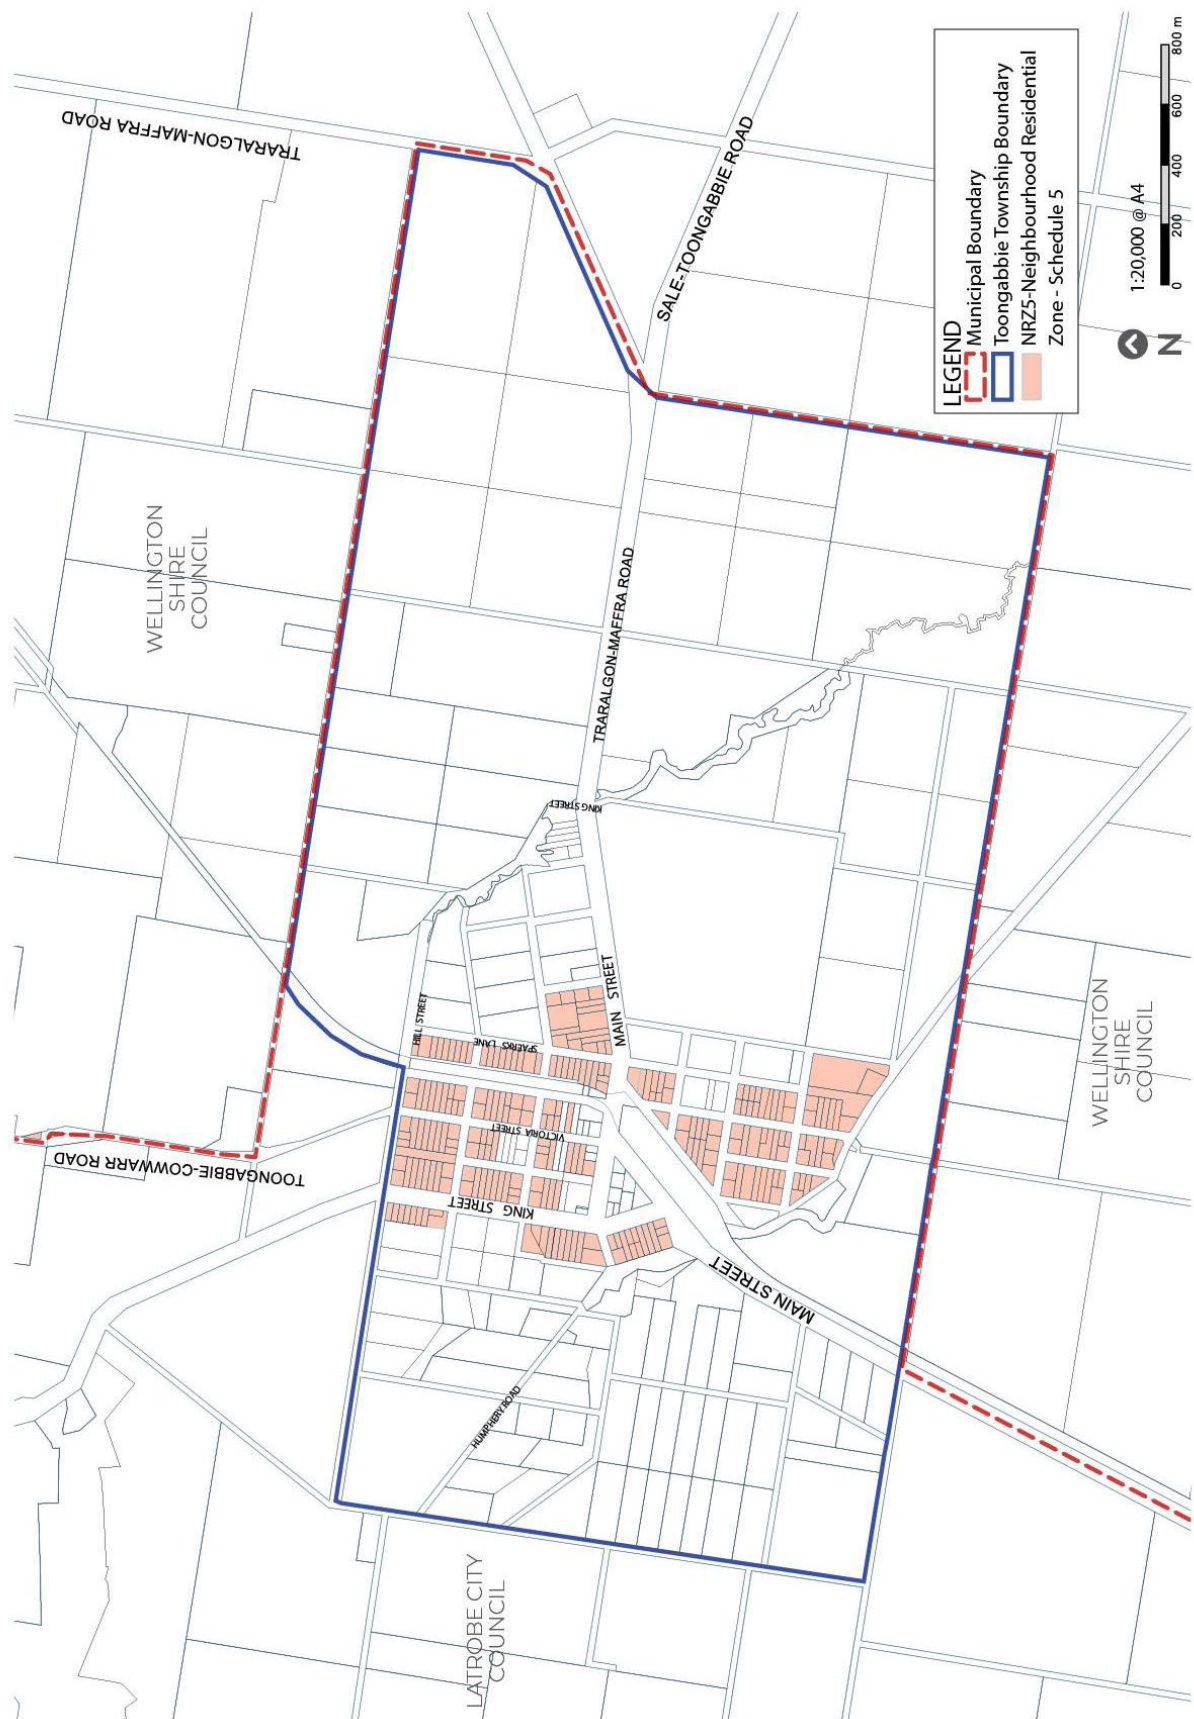 TRARALGON-MAFFRA ROAD
SALE-TOONGABBIE ROAD
WELLINGTON
SHIRE
COUNCIL
TRARALGON-MAFFRA ROAD
KING STREET
HILL STREET
SPARKS LANE
MAIN STREET
VICTORIA STREET
KING STREET
TOONGABBIE-COWWARR ROAD
MAIN STREET
HUMPHERY ROAD
WELLINGTON
SHIRE
COUNCIL
LATROBE CITY
COUNCIL
LEGEND
Municipal Boundary
Toongabbie Township Boundary
NRZ5-Neighbourhood Residential
Zone - Schedule 5
N
1:20,000 @ A4
0 200 400 600 800 m